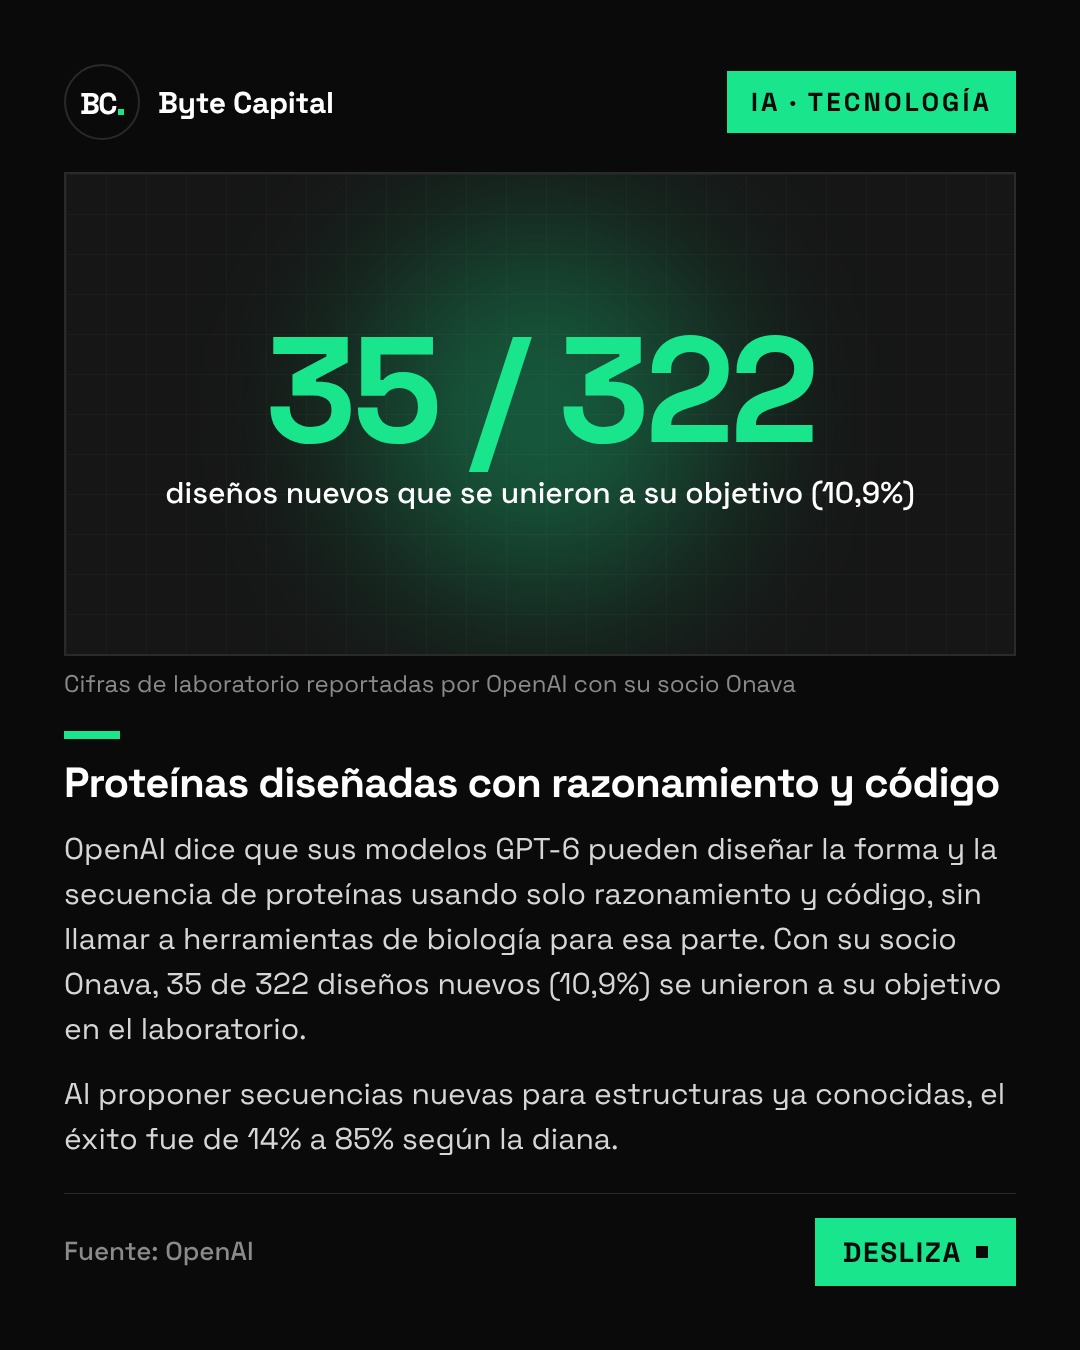 BC.
Byte Capital
IA · TECNOLOGÍA
35 / 322
diseños nuevos que se unieron a su objetivo (10,9%)
Cifras de laboratorio reportadas por OpenAI con su socio Onava
Proteínas diseñadas con razonamiento y código
OpenAI dice que sus modelos GPT-6 pueden diseñar la forma y la
secuencia de proteínas usando solo razonamiento y código, sin
llamar a herramientas de biología para esa parte. Con su socio
Onava, 35 de 322 diseños nuevos (10,9%) se unieron a su objetivo
en el laboratorio.
Al proponer secuencias nuevas para estructuras ya conocidas, el
éxito fue de 14% a 85% según la diana.
Fuente: OpenAI
DESLIZA